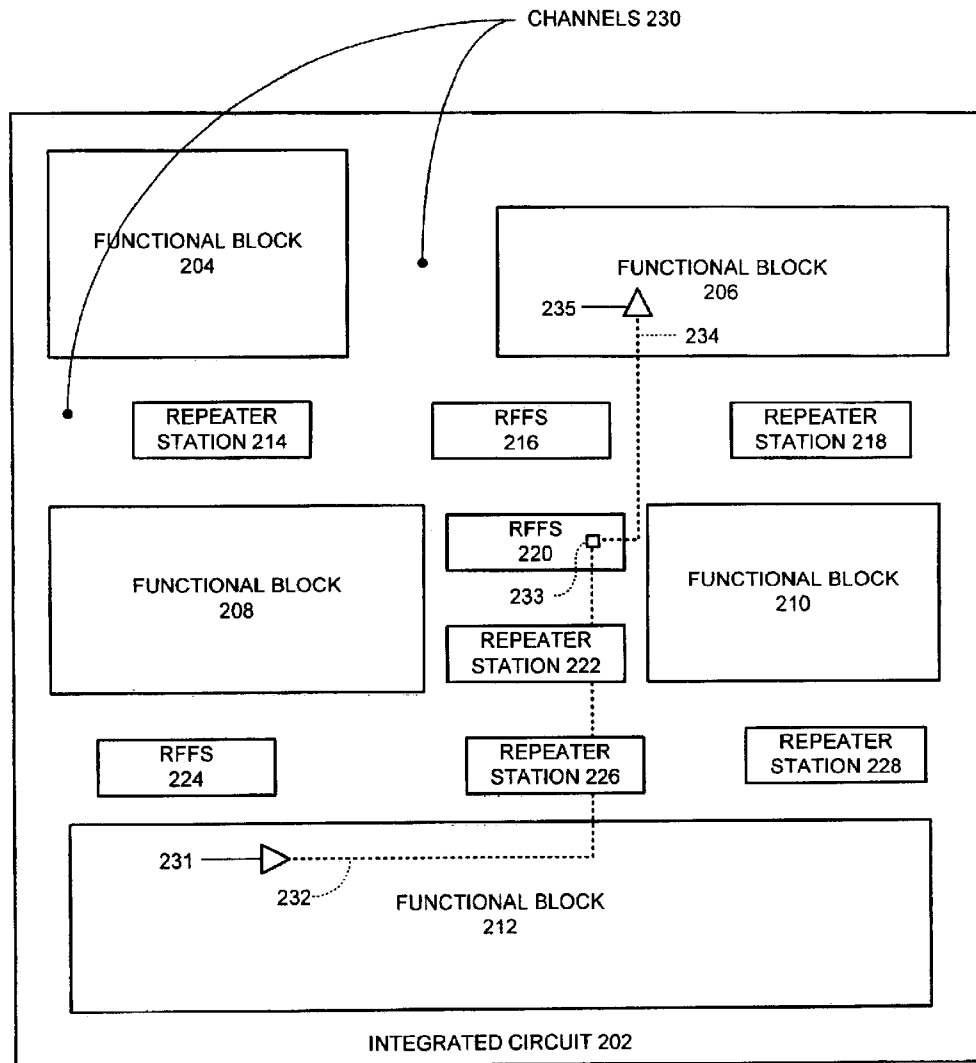 CHANNELS 230
FUNCTIONAL BLOCK
204
FUNCTIONAL BLOCK
206
235
234
REPEATER
STATION 214
RFFS
216
REPEATER
STATION 218
RFFS
220
233
FUNCTIONAL BLOCK
208
FUNCTIONAL BLOCK
210
REPEATER
STATION 222
RFFS
224
REPEATER
STATION 226
REPEATER
STATION 228
231
232
FUNCTIONAL BLOCK
212
INTEGRATED CIRCUIT 202